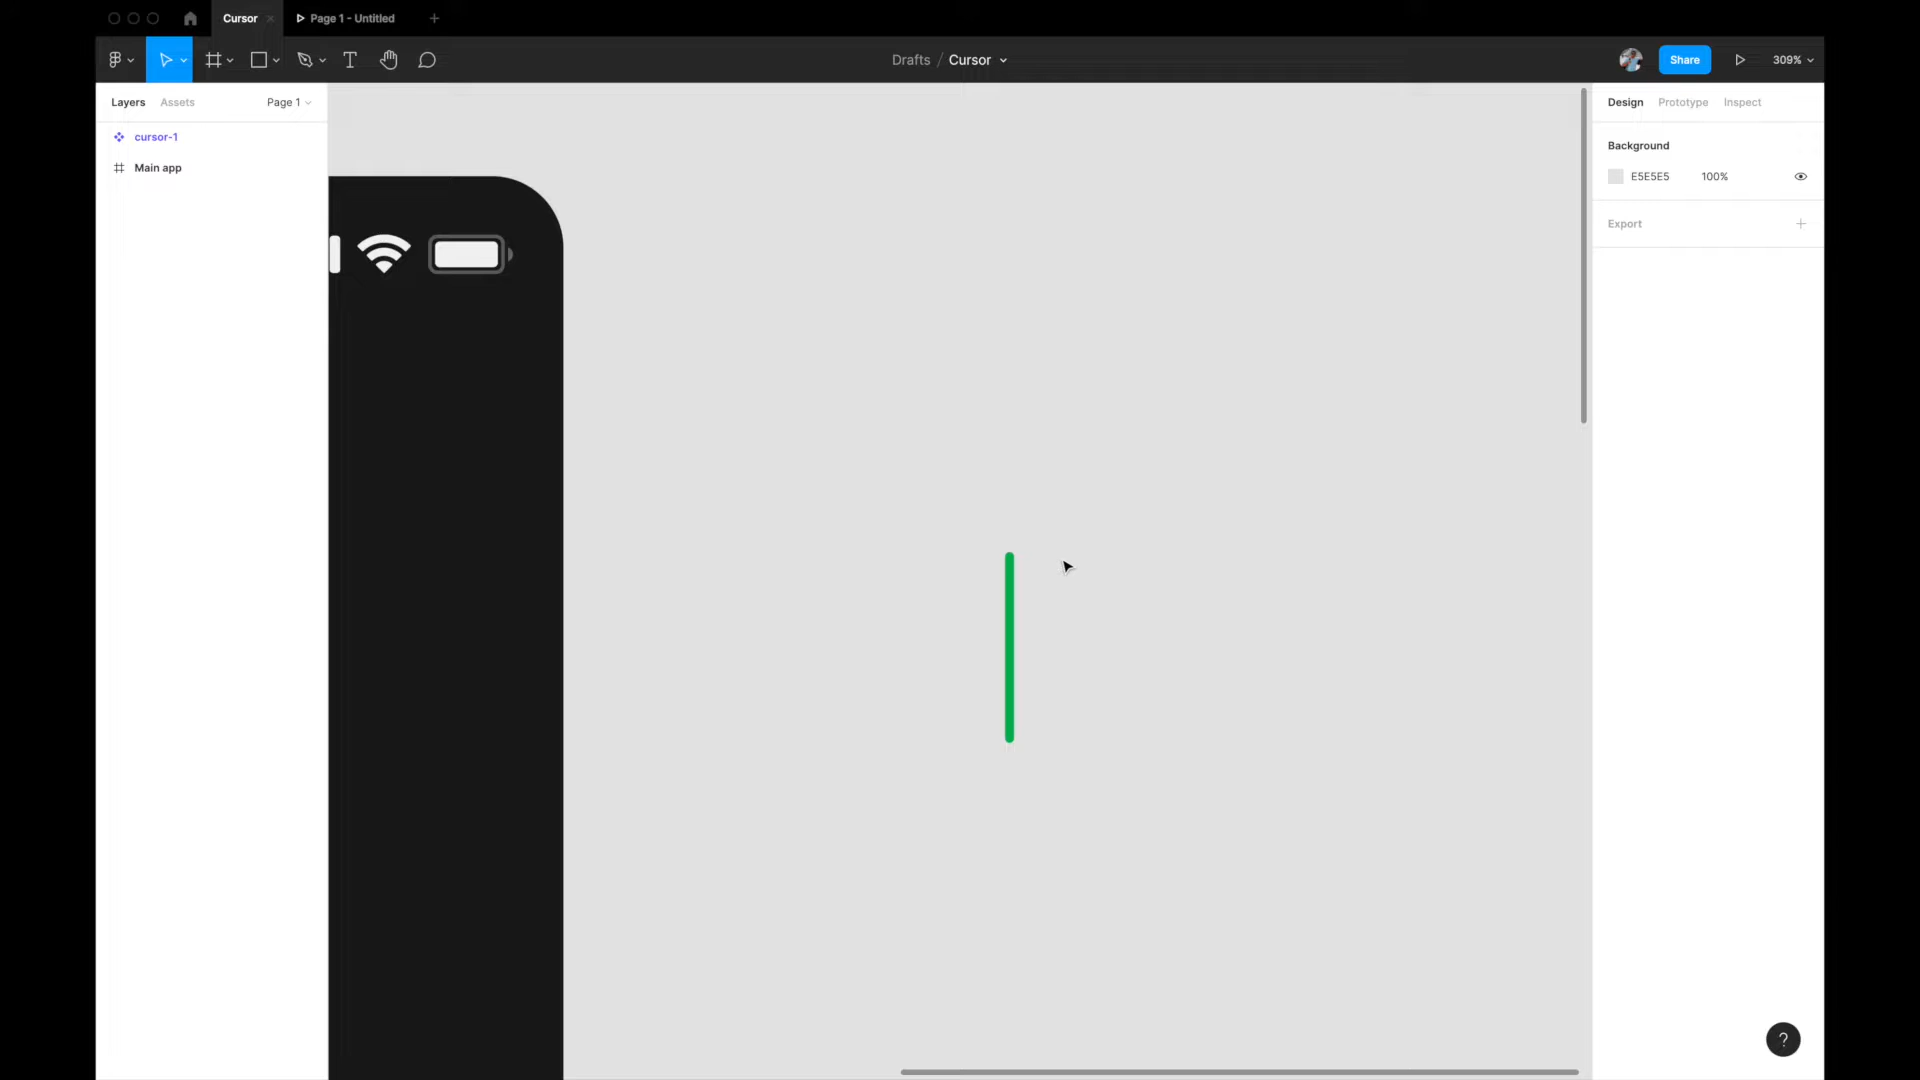 Cursor
Page 1 - Untitled
Drafts / Cursor
Share
309%
Layers
Assets
Page 1
cursor-1
Main app
Design
Prototype
Inspect
Background
E5E5E5
100%
Export
?